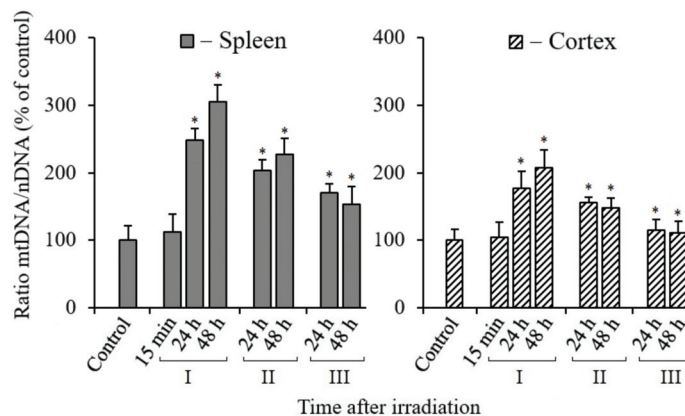 Ratio mtDNA/nDNA (% of control)
400
300
200
100
0
– Spleen
*
*
*
*
*
*
Control
15 min
24 h
48 h
24 h
48 h
24 h
48 h
I
II
III
400
300
200
100
0
– Cortex
*
*
*
*
*
*
Control
15 min
24 h
48 h
24 h
48 h
24 h
48 h
I
II
III
Time after irradiation